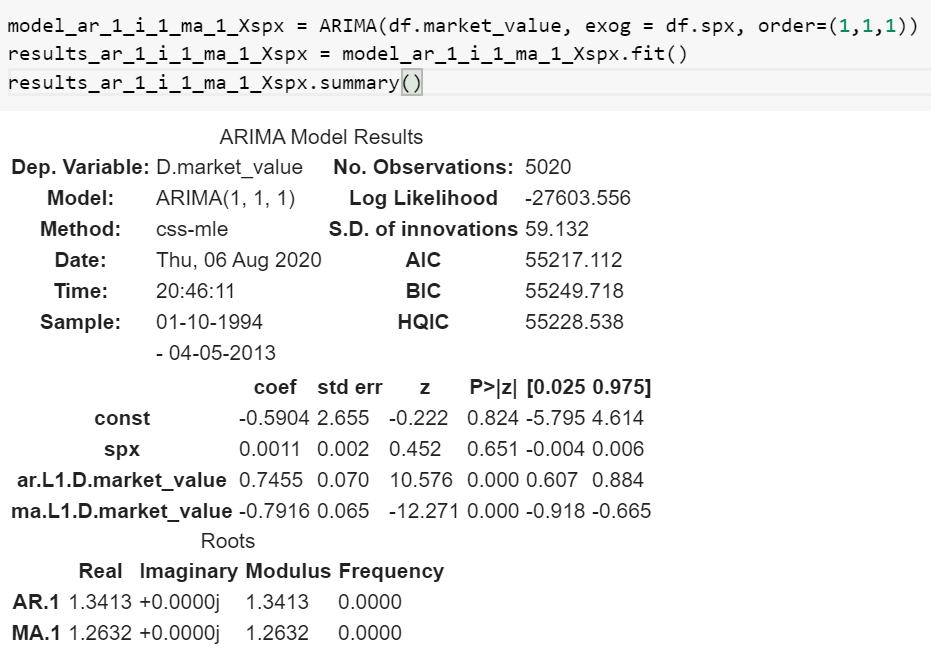 model_ar_1_i_1_ma_1_Xspx = ARIMA(df.market_value, exog = df.spx, order=(1,1,1))
results_ar_1_i_1_ma_1_Xspx = model_ar_1_i_1_ma_1_Xspx.fit()
results_ar_1_i_1_ma_1_Xspx.summary()
ARIMA Model Results
Dep. Variable: D.market_value No. Observations: 5020
Model: ARIMA(1, 1, 1) Log Likelihood -27603.556
Method: css-mle S.D. of innovations 59.132
Date: Thu, 06 Aug 2020 AIC 55217.112
Time: 20:46:11 BIC 55249.718
Sample: 01-10-1994 HQIC 55228.538
- 04-05-2013
coef std err z P>|z| [0.025 0.975]
const -0.5904 2.655 -0.222 0.824 -5.795 4.614
spx 0.0011 0.002 0.452 0.651 -0.004 0.006
ar.L1.D.market_value 0.7455 0.070 10.576 0.000 0.607 0.884
ma.L1.D.market_value -0.7916 0.065 -12.271 0.000 -0.918 -0.665
Roots
Real Imaginary Modulus Frequency
AR.1 1.3413 +0.0000j 1.3413 0.0000
MA.1 1.2632 +0.0000j 1.2632 0.0000